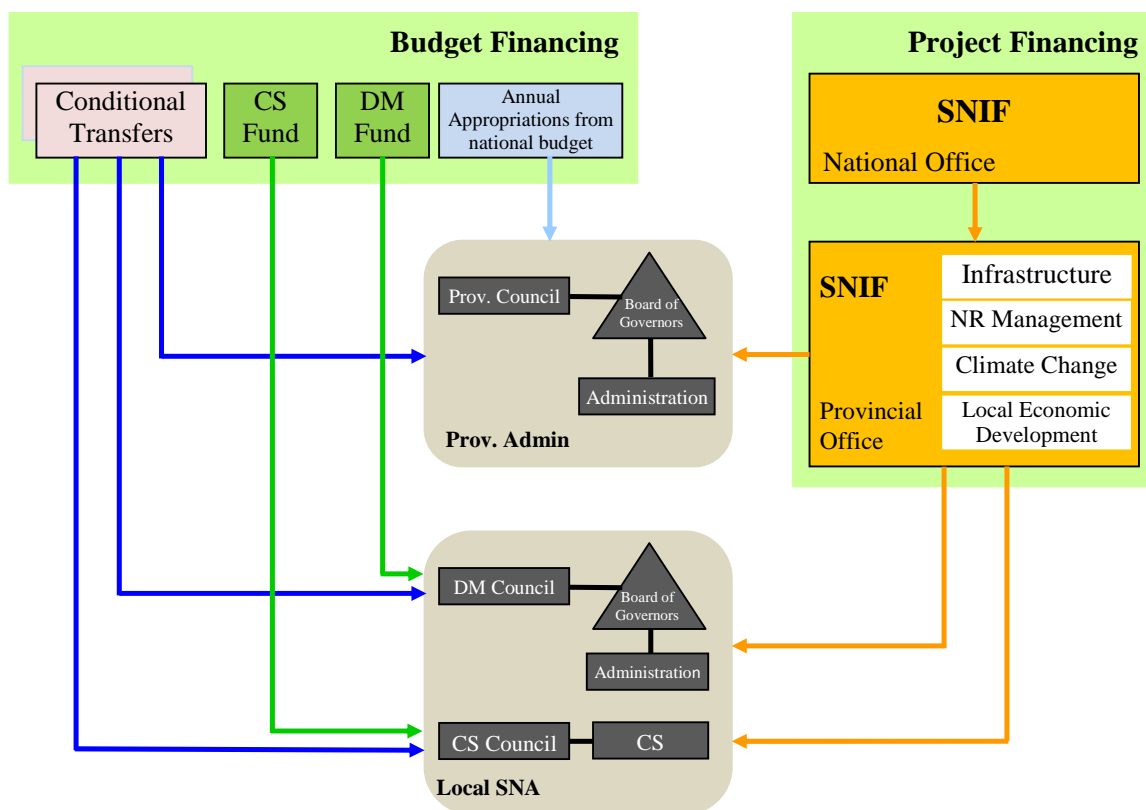 Budget Financing
Conditional
Transfers
CS
Fund
DM
Fund
Annual
Appropriations from
national budget
Project Financing
SNIF
National Office
SNIF
Provincial
Office
Infrastructure
NR Management
Climate Change
Local Economic
Development
Prov. Council
Board of
Governors
Administration
Prov. Admin
DM Council
Board of
Governors
Administration
CS Council
CS
Local SNA